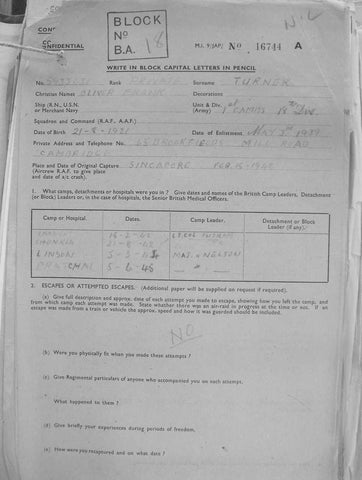 CONF
CONFIDENTIAL
BLOCK
No
B.A. 18
M.I. 9/JAP/ No 16744 A
WRITE IN BLOCK CAPITAL LETTERS IN PENCIL
No. Rank PRIVATE Surname TURNER
Christian Names OLIVER FRANK Decorations
Ship (R.N., U.S.N. or Merchant Navy Unit & Div. (Army) 1st CAMBS 18th Div
Squadron and Command (R.A.F., A.A.F.)
Date of Birth 21-8-1921 Date of Enlistment MAY 3rd 1939
Private Address and Telephone No. 65 BROOKFIELDS MILL ROAD
CAMBRIDGE
Place and Date of Original Capture SINGAPORE FEB. 15-1942
(Aircrew R.A.F. to give place
and date of a/c crash).
1. What camps, detachments or hospitals were you in? Give dates and names of the British Camp Leaders, Detachment
(or Block) Leaders or, in the case of hospitals, the Senior British Medical Officers.
Camp or Hospital. Dates. Camp Leader. Detachment or Block Leader (if any).
2. ESCAPES OR ATTEMPTED ESCAPES. (Additional paper will be supplied on request if required).
(a) Give full description and approx. date of each attempt you made to escape, showing how you left the camp, and
from which camp each attempt was made. State whether there was an air-raid in progress at the time or not. If an
escape was made from a train or vehicle the approx. speed and how it was guarded should be included.
NO
(b) Were you physically fit when you made these attempts?
(c) Give Regimental particulars of anyone who accompanied you on each attempt.
What happened to them?
(d) Give briefly your experiences during periods of freedom.
(e) How were you recaptured and on what date?